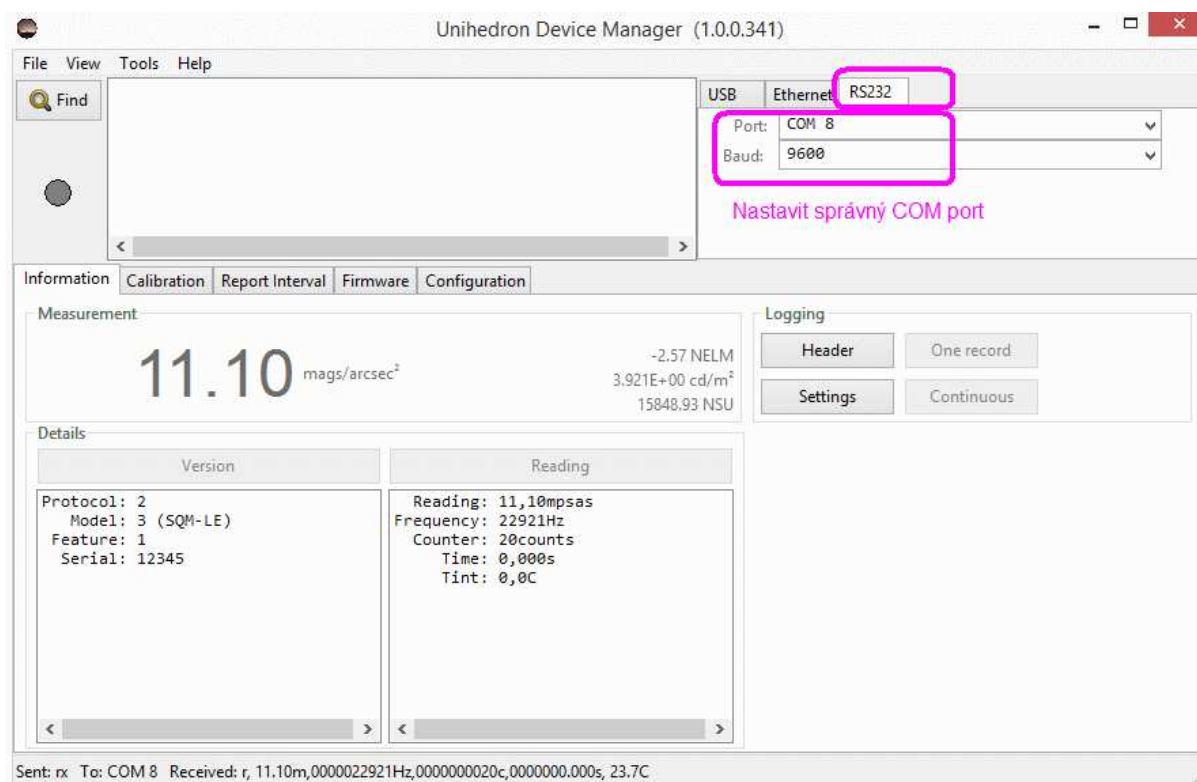 Unihedron Device Manager (1.0.0.341)
File View Tools Help
Find
USB Ethernet RS232
Port: COM 8
Baud: 9600
Nastavit správný COM port
Information Calibration Report Interval Firmware Configuration
Measurement
11.10 mags/arcsec²
-2.57 NELM
3.921E+00 cd/m²
15848.93 NSU
Logging
Header One record
Settings Continuous
Details
Version
Protocol: 2
Model: 3 (SQM-LE)
Feature: 1
Serial: 12345
Reading
Reading: 11,10mpsas
Frequency: 22921Hz
Counter: 20counts
Time: 0,000s
Tint: 0,0C
Sent: rx To: COM 8 Received: r, 11.10m,0000022921Hz,0000000020c,0000000.000s, 23.7C